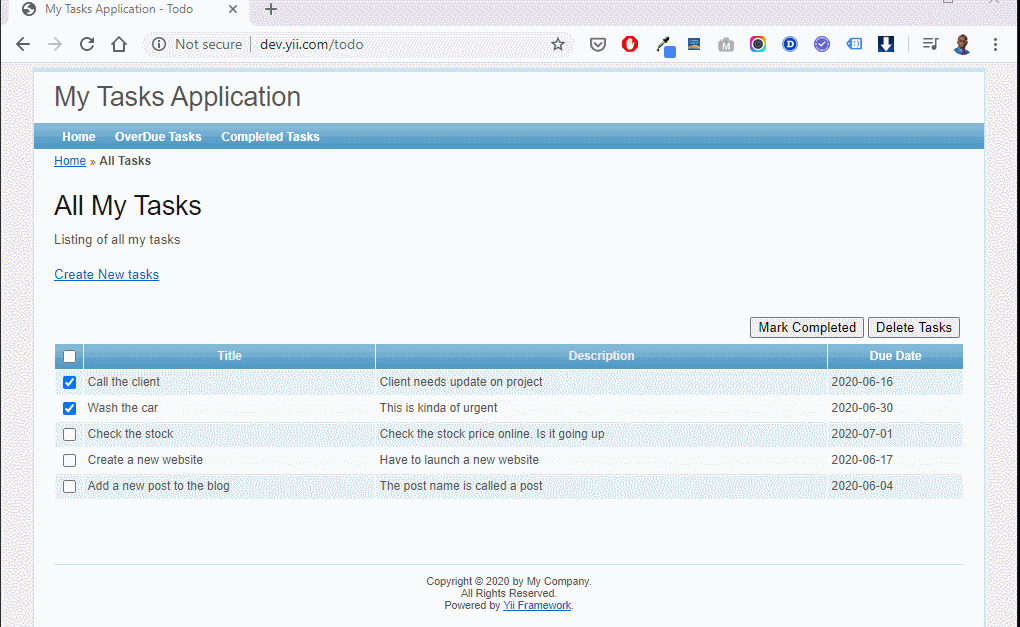 My Tasks Application - Todo
Not secure dev.yii.com/todo
My Tasks Application
Home OverDue Tasks Completed Tasks
Home » All Tasks
All My Tasks
Listing of all my tasks
Create New tasks
Mark Completed Delete Tasks
Title Description Due Date
Call the client Client needs update on project 2020-06-16
Wash the car This is kinda of urgent 2020-06-30
Check the stock Check the stock price online. Is it going up 2020-07-01
Create a new website Have to launch a new website 2020-06-17
Add a new post to the blog The post name is called a post 2020-06-04
Copyright © 2020 by My Company.
All Rights Reserved.
Powered by Yii Framework.